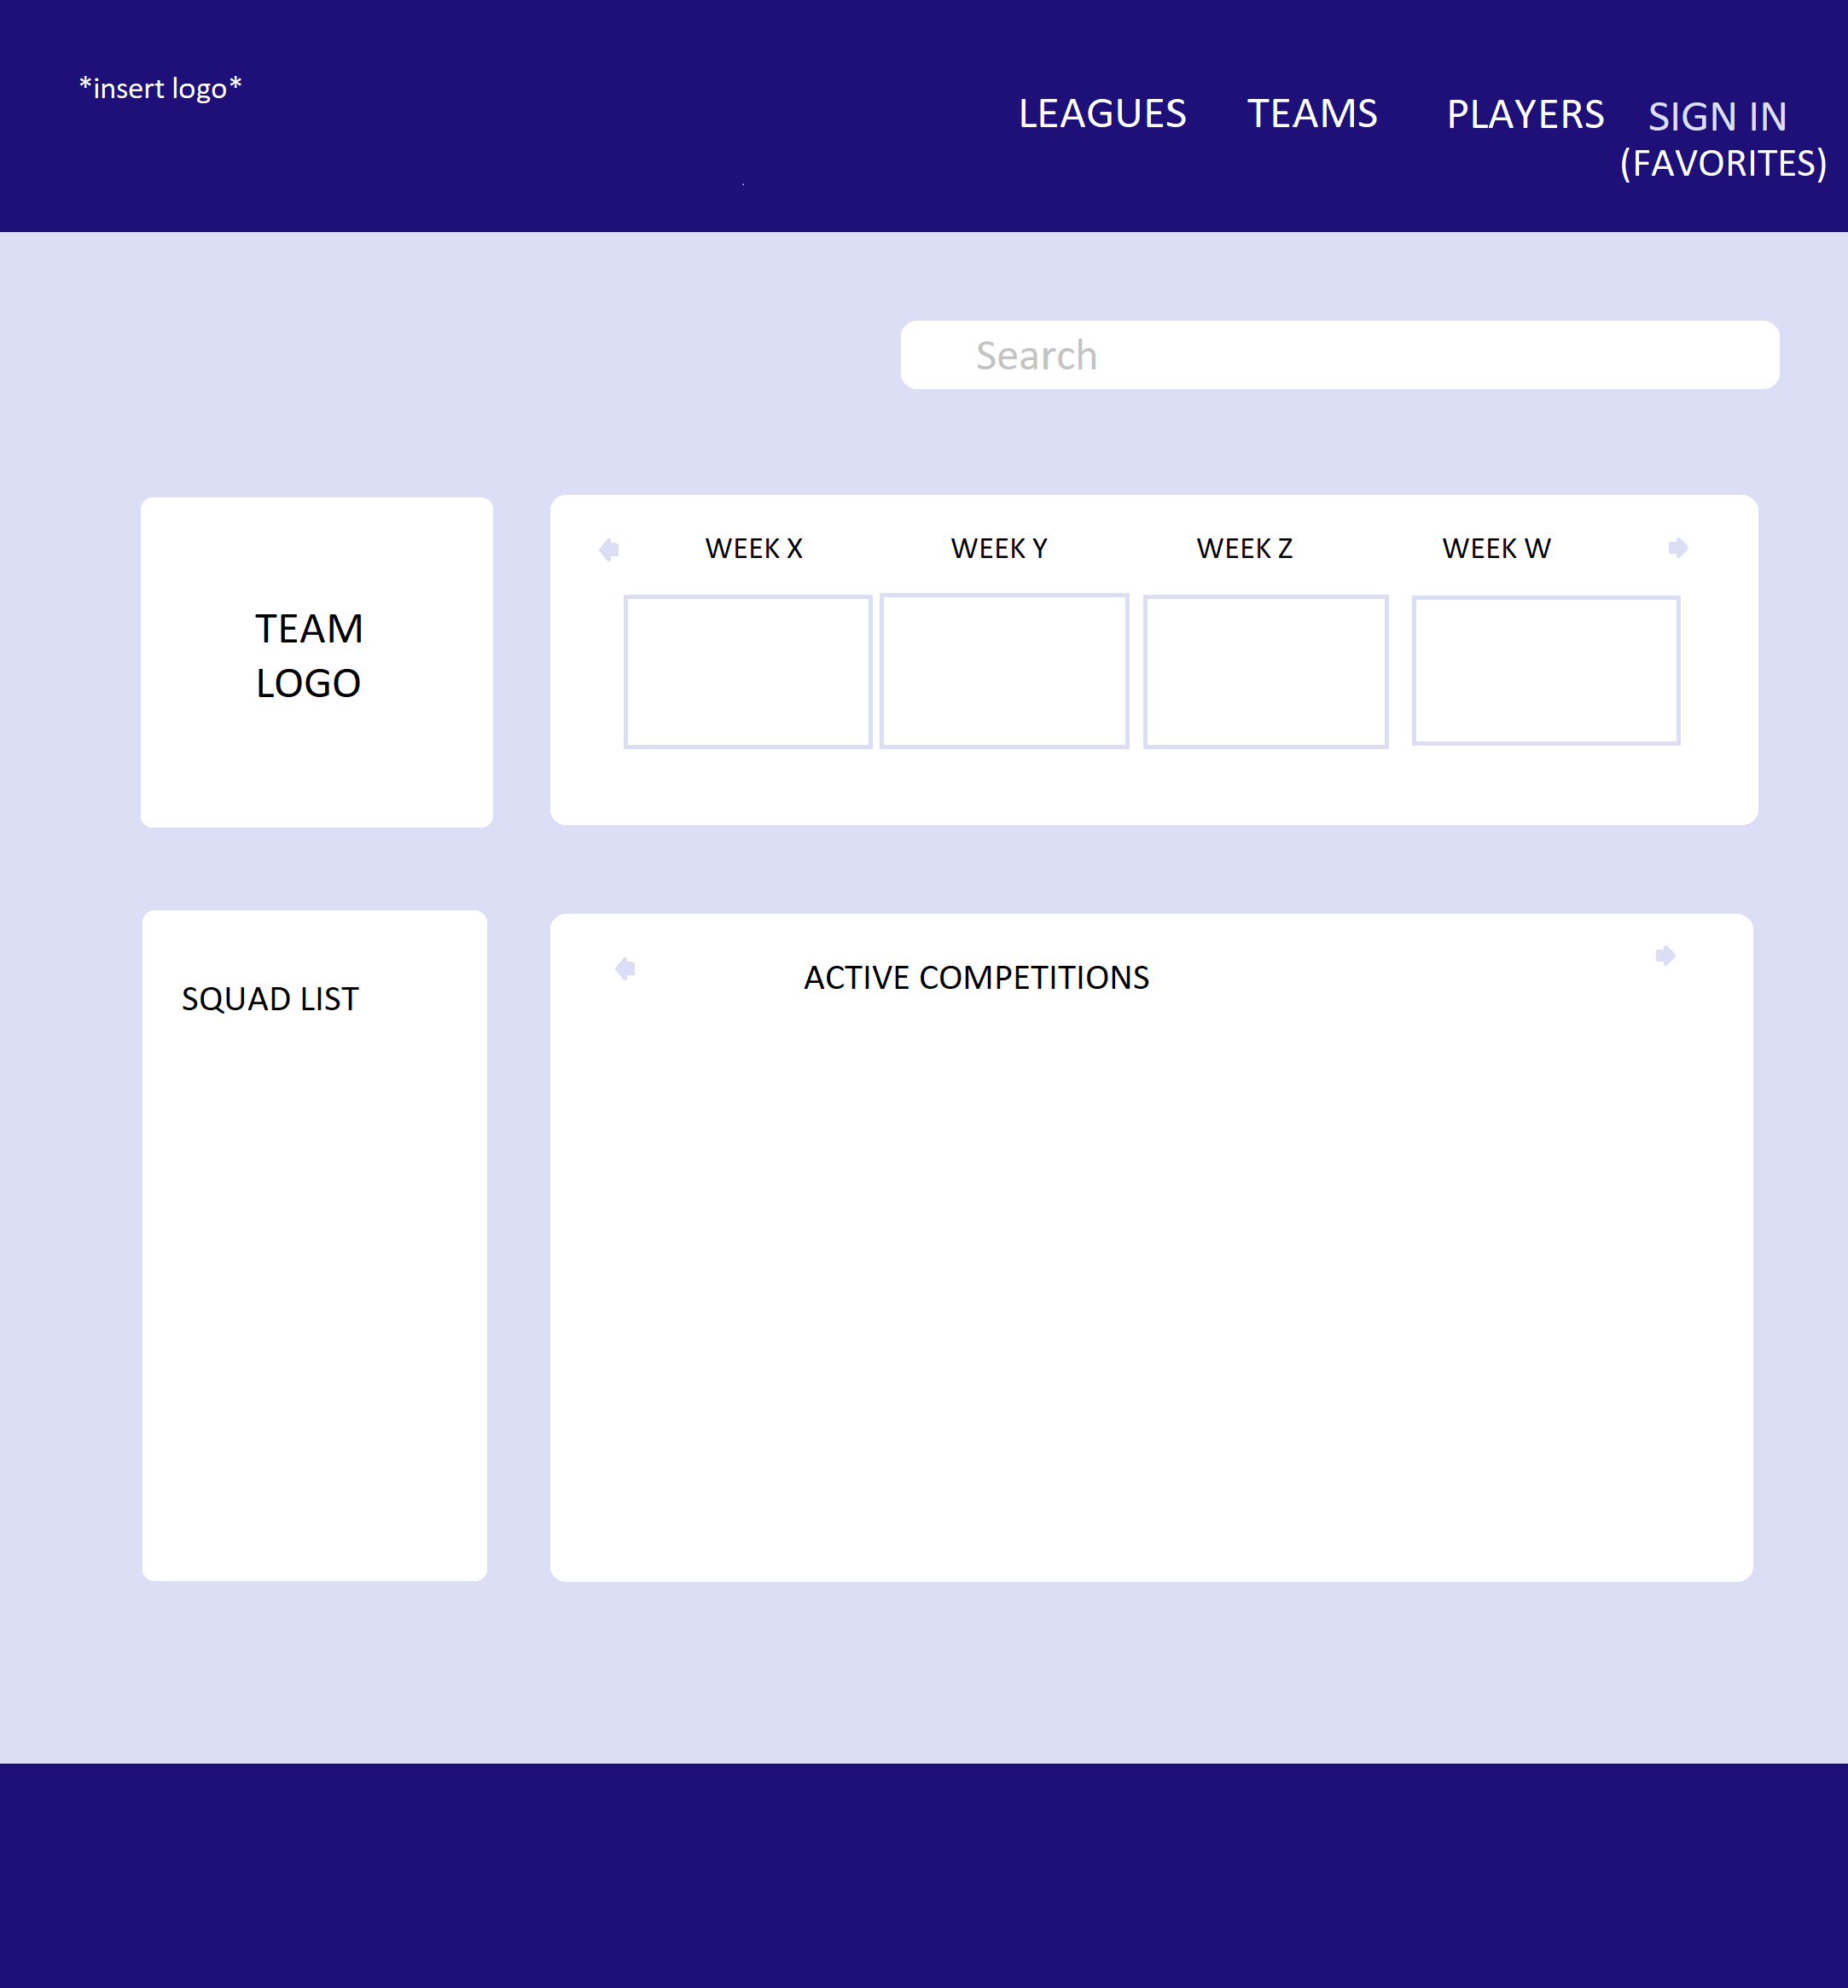 *insert logo*
LEAGUES TEAMS PLAYERS SIGN IN
(FAVORITES)
Search
TEAM
LOGO
WEEK X WEEK Y WEEK Z WEEK W
SQUAD LIST
ACTIVE COMPETITIONS